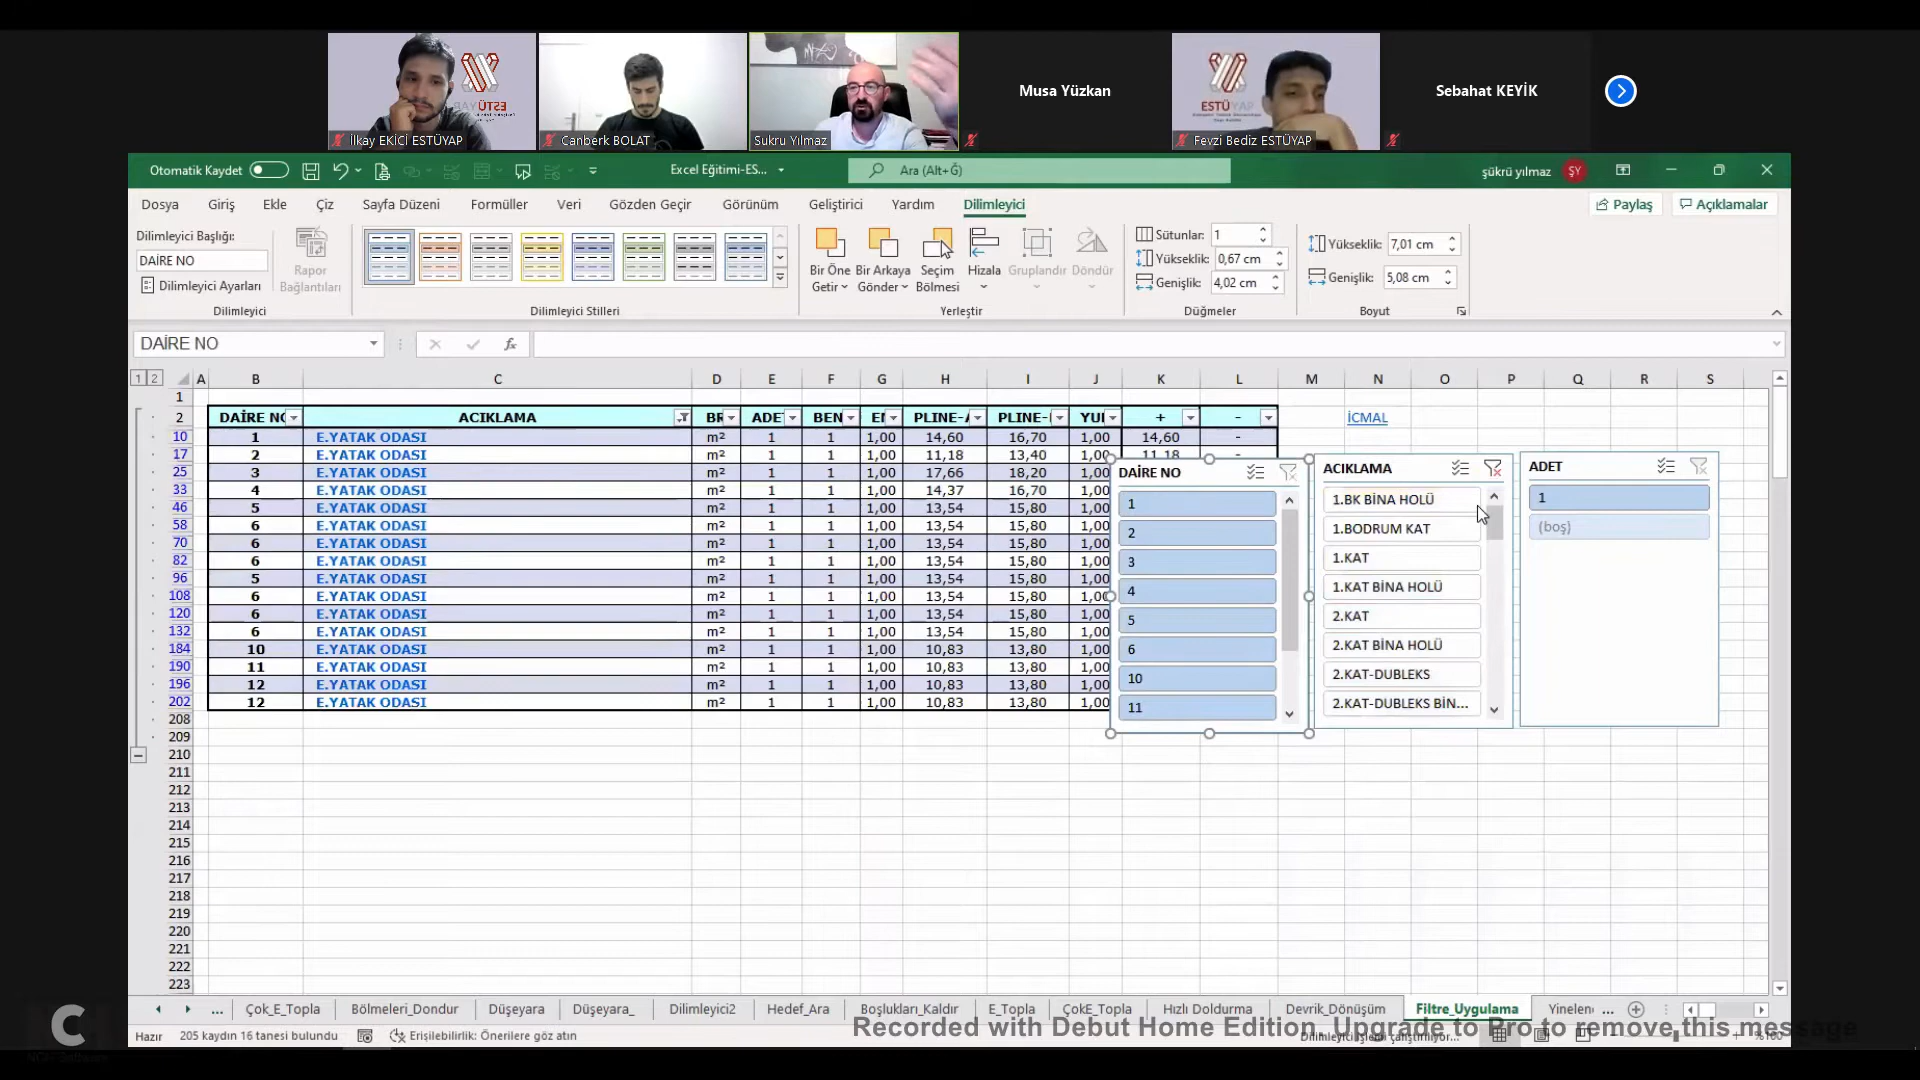 ESTÜYAP
ESTÜYAP
İlkay EKİCİ ESTÜYAP
Canberk BOLAT
Sukru Yılmaz
Musa Yüzkan
Fevzi Bediz ESTÜYAP
Sebahat KEYİK
Otomatik Kaydet
Excel Eğitimi-ES...
Ara (Alt+Ğ)
şükrü yılmaz
ŞY
Dosya Giriş Ekle Çiz Sayfa Düzeni Formüller Veri Gözden Geçir Görünüm Geliştirici Yardım Dilimleyici
Paylaş
Açıklamalar
Dilimleyici Başlığı:
DAİRE NO
Dilimleyici Ayarları
Rapor
Bağlantıları
Dilimleyici
Dilimleyici Stilleri
Bir Öne
Getir
Bir Arkaya
Gönder
Seçim
Bölmesi
Hizala
Gruplandır
Döndür
Yerleştir
Sütunlar: 1
Yükseklik: 0,67 cm
Genişlik: 4,02 cm
Düğmeler
Yükseklik: 7,01 cm
Genişlik: 5,08 cm
Boyut
DAİRE NO
fx
1 2
A B C D E F G H I J K L M N O P Q R S
1
2 DAİRE NO ACIKLAMA BR ADE BEN E PLINE-A PLINE- YUI + - İCMAL
10 1 E.YATAK ODASI m² 1 1 1,00 14,60 16,70 1,00 14,60 -
17 2 E.YATAK ODASI m² 1 1 1,00 11,18 13,40 1,00 11,18 -
25 3 E.YATAK ODASI m² 1 1 1,00 17,66 18,20 1,00
33 4 E.YATAK ODASI m² 1 1 1,00 14,37 16,70 1,00
46 5 E.YATAK ODASI m² 1 1 1,00 13,54 15,80 1,00
58 6 E.YATAK ODASI m² 1 1 1,00 13,54 15,80 1,00
70 6 E.YATAK ODASI m² 1 1 1,00 13,54 15,80 1,00
82 6 E.YATAK ODASI m² 1 1 1,00 13,54 15,80 1,00
96 5 E.YATAK ODASI m² 1 1 1,00 13,54 15,80 1,00
108 6 E.YATAK ODASI m² 1 1 1,00 13,54 15,80 1,00
120 6 E.YATAK ODASI m² 1 1 1,00 13,54 15,80 1,00
132 6 E.YATAK ODASI m² 1 1 1,00 13,54 15,80 1,00
184 10 E.YATAK ODASI m² 1 1 1,00 10,83 13,80 1,00
190 11 E.YATAK ODASI m² 1 1 1,00 10,83 13,80 1,00
196 12 E.YATAK ODASI m² 1 1 1,00 10,83 13,80 1,00
202 12 E.YATAK ODASI m² 1 1 1,00 10,83 13,80 1,00
208
209
210
211
212
213
214
215
216
217
218
219
220
221
222
223
DAİRE NO
1
2
3
4
5
6
10
11
ACIKLAMA
1.BK BİNA HOLÜ
1.BODRUM KAT
1.KAT
1.KAT BİNA HOLÜ
2.KAT
2.KAT BİNA HOLÜ
2.KAT-DUBLEKS
2.KAT-DUBLEKS BİN...
ADET
1
(boş)
... Çok_E_Topla Bölmeleri_Dondur Düşeyara Düşeyara_ Dilimleyici2 Hedef_Ara Boşlukları_Kaldır E_Topla ÇokE_Topla Hızlı Doldurma Devrik_Dönüşüm Filtre_Uygulama Yinelen ...
Hazır 205 kaydın 16 tanesi bulundu Erişilebilirlik: Önerilere göz atın
Recorded with Debut Home Edition. Upgrade to Pro to remove this message